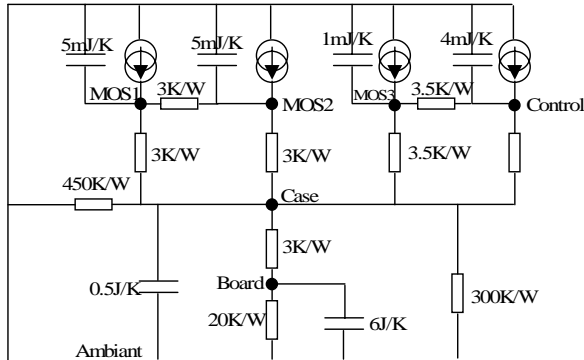 5mJ/K 5mJ/K 1mJ/K 4mJ/K
MOS1 3K/W MOS2 MOS3 3.5K/W Control
3K/W 3K/W 3.5K/W
450K/W
Case
3K/W
0.5J/K Board 300K/W
20K/W 6J/K
Ambiant